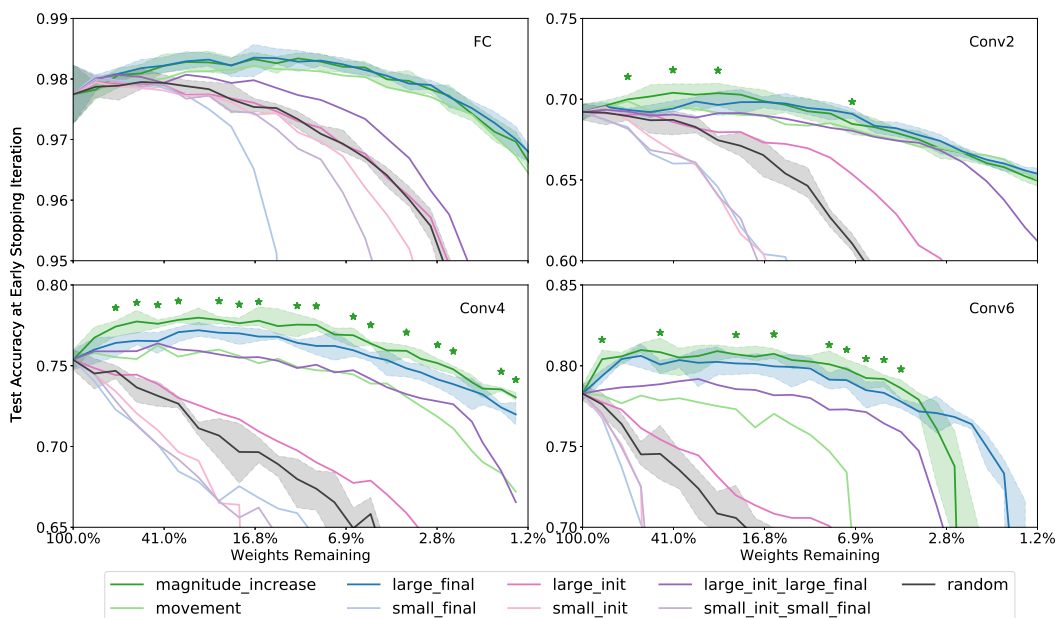 Test Accuracy at Early Stopping Iteration
0.99
0.98
0.97
0.96
0.95
FC
0.75
0.70
0.65
0.60
Conv2
0.80
0.75
0.70
0.65
Conv4
100.0% 41.0% 16.8% 6.9% 2.8% 1.2%
Weights Remaining
0.85
0.80
0.75
0.70
Conv6
100.0% 41.0% 16.8% 6.9% 2.8% 1.2%
Weights Remaining
magnitude_increase large_final large_init large_init_large_final random
movement small_final small_init small_init_small_final